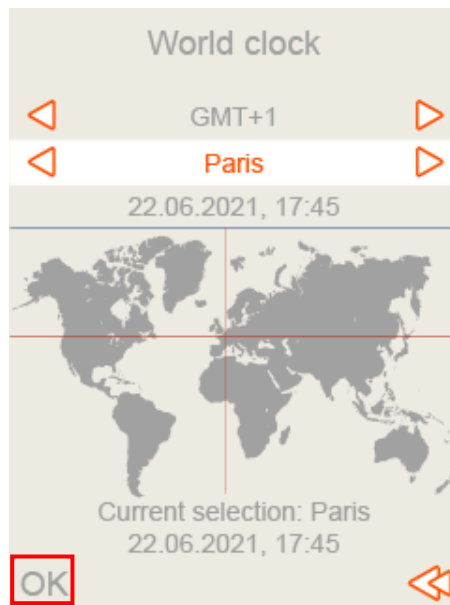 World clock
GMT+1
Paris
22.06.2021, 17:45
Current selection: Paris
22.06.2021, 17:45
OK